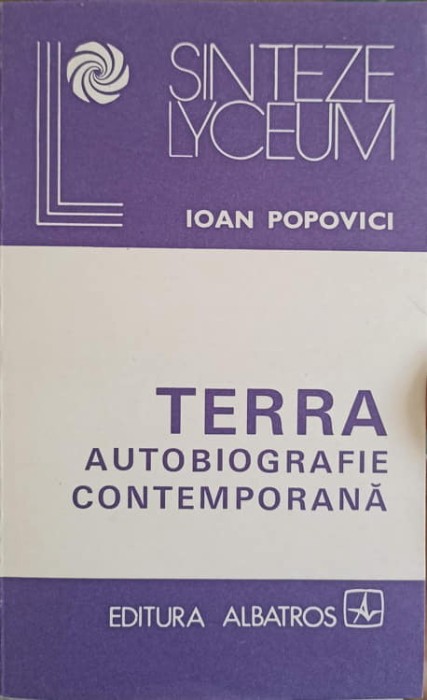 SINTEZE
LYCEUM
IOAN POPOVICI
TERRA
AUTOBIOGRAFIE
CONTEMPORANĂ
EDITURA ALBATROS